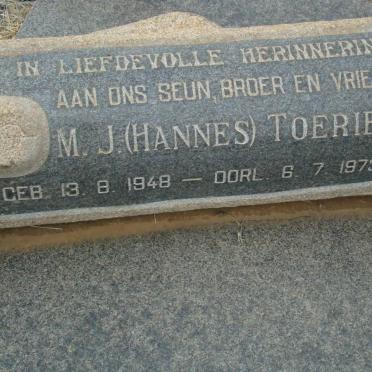 IN LIEFDEVOLLE HERINNERIN
AAN ONS SEUN, BROER EN VRIE
M. J. (HANNES) TOERIE
GEB. 13. 8. 1948 — OORL. 6. 7. 197